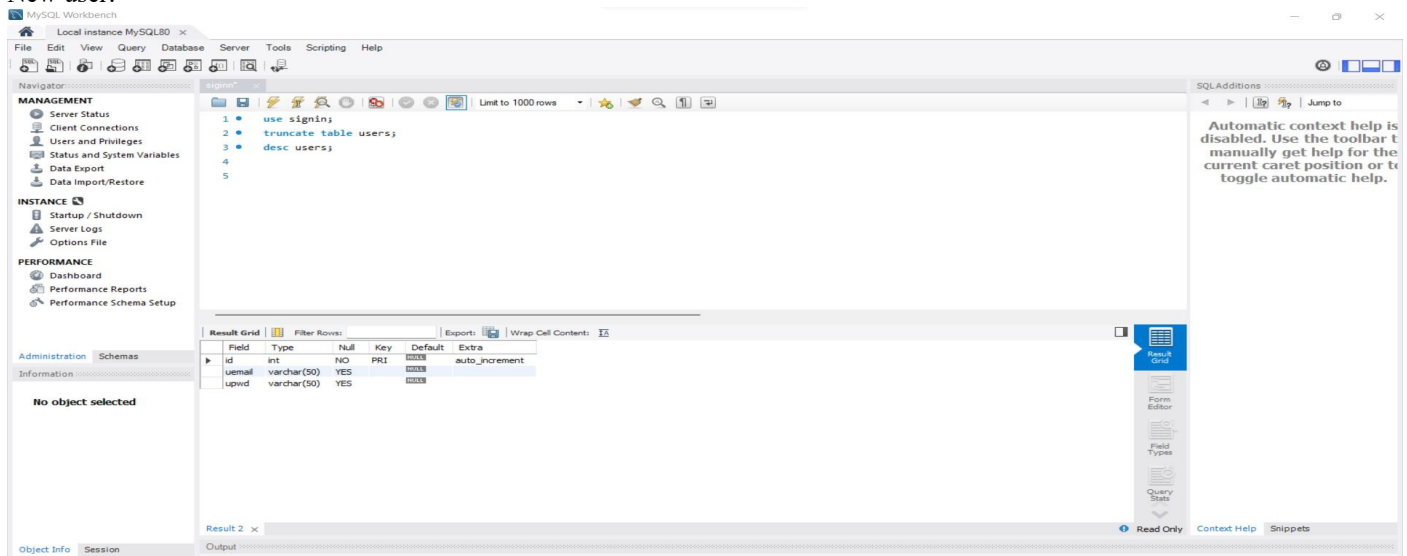 New user:
MySQL Workbench
Local instance MySQL80
File Edit View Query Database Server Tools Scripting Help
Navigator
MANAGEMENT
Server Status
Client Connections
Users and Privileges
Status and System Variables
Data Export
Data Import/Restore
INSTANCE
Startup / Shutdown
Server Logs
Options File
PERFORMANCE
Dashboard
Performance Reports
Performance Schema Setup
Administration Schemas
Information
No object selected
Object Info Session
Limit to 1000 rows
1 use signin;
2 truncate table users;
3 desc users;
4
5
Result Grid Filter Rows: Export: Wrap Cell Content:
Field Type Null Key Default Extra
id int NO PRI NULL auto_increment
uemail varchar(50) YES NULL
upwd varchar(50) YES NULL
Result Grid
Form Editor
Field Types
Query Stats
Result 2
Read Only
Output
SQLAdditions
Jump to
Automatic context help is
disabled. Use the toolbar t
manually get help for the
current caret position or t
toggle automatic help.
Context Help Snippets